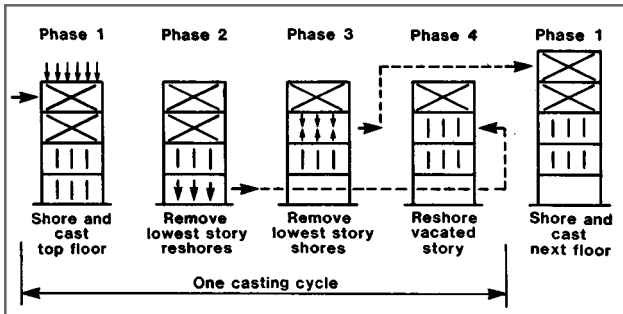 Phase 1
Phase 2
Phase 3
Phase 4
Phase 1
Shore and
cast
top floor
Remove
lowest story
reshores
Remove
lowest story
shores
Reshore
vacated
story
Shore and
cast
next floor
One casting cycle